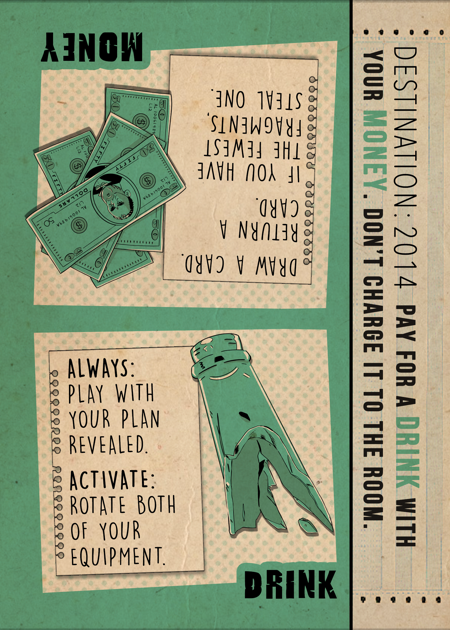 MONEY
DRAW A CARD.
RETURN A
CARD.
IF YOU HAVE
THE FEWEST
FRAGMENTS,
STEAL ONE.
50
DOLLARS
ALWAYS:
PLAY WITH
YOUR PLAN
REVEALED.
ACTIVATE:
ROTATE BOTH
OF YOUR
EQUIPMENT.
DRINK
DESTINATION: 2014 PAY FOR A DRINK WITH
YOUR MONEY. DON'T CHARGE IT TO THE ROOM.